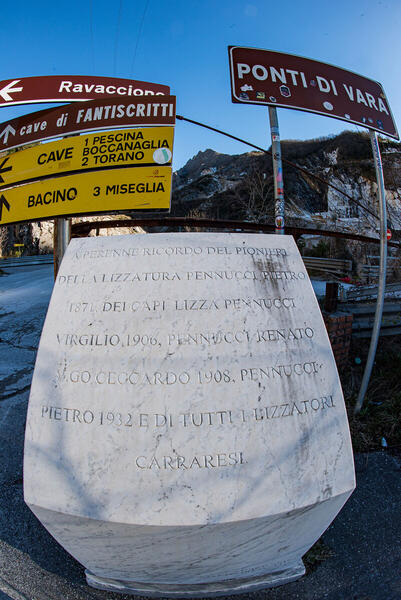 Ravaccione
cave di FANTISCRITTI
CAVE 1 PESCINA
BOCCANAGLIA
2 TORANO
BACINO 3 MISEGLIA
PONTI DI VARA
A PERENNE RICORDO DEL PIONIERI
DELLA LIZZATURA PENNUCCI PIETRO
1871, DEI CAPI LIZZA PENNUCCI
VIRGILIO 1906, PENNUCCI RENATO
UGO CECCARDO 1908, PENNUCCI
PIETRO 1932 E DI TUTTI I LIZZATORI
CARRARESI.